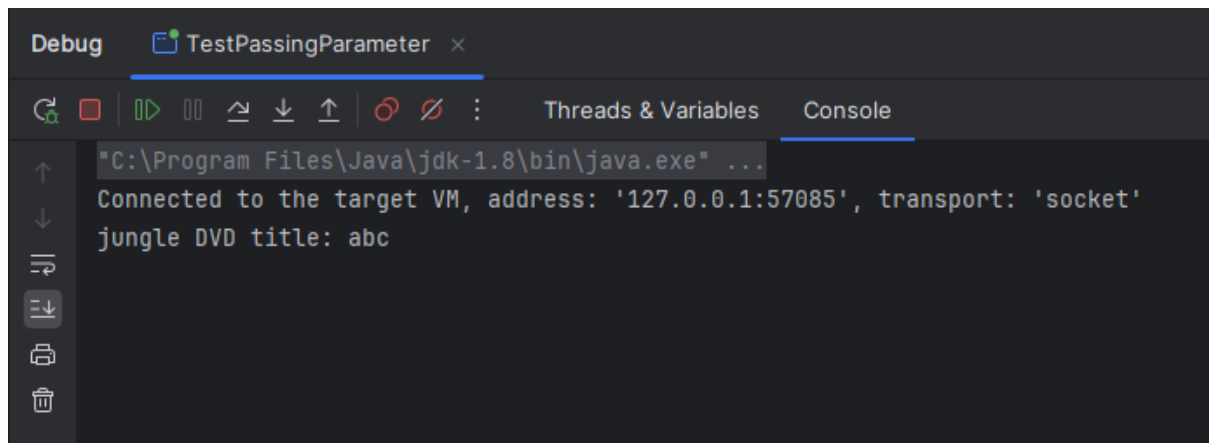 Debug TestPassingParameter
Threads & Variables Console
"C:\Program Files\Java\jdk-1.8\bin\java.exe" ...
Connected to the target VM, address: '127.0.0.1:57085', transport: 'socket'
jungle DVD title: abc